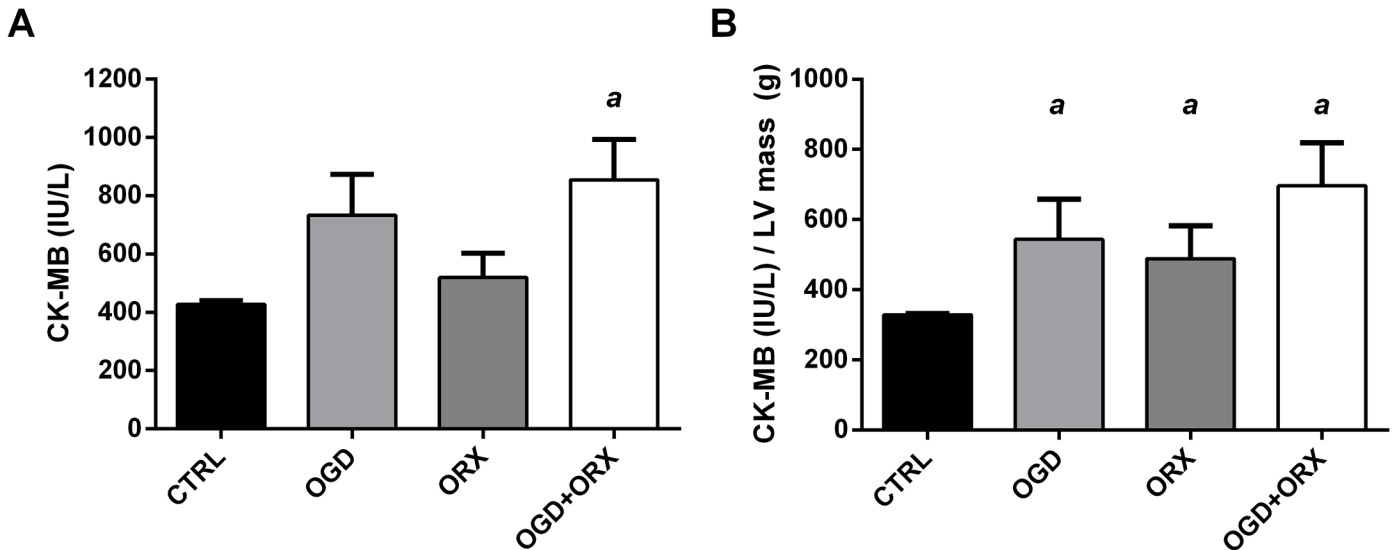 A
CK-MB (IU/L)
1200
1000
800
600
400
200
0
a
CTRL
OGD
ORX
OGD+ORX
B
CK-MB (IU/L) / LV mass (g)
1000
800
600
400
200
0
a
a
a
CTRL
OGD
ORX
OGD+ORX